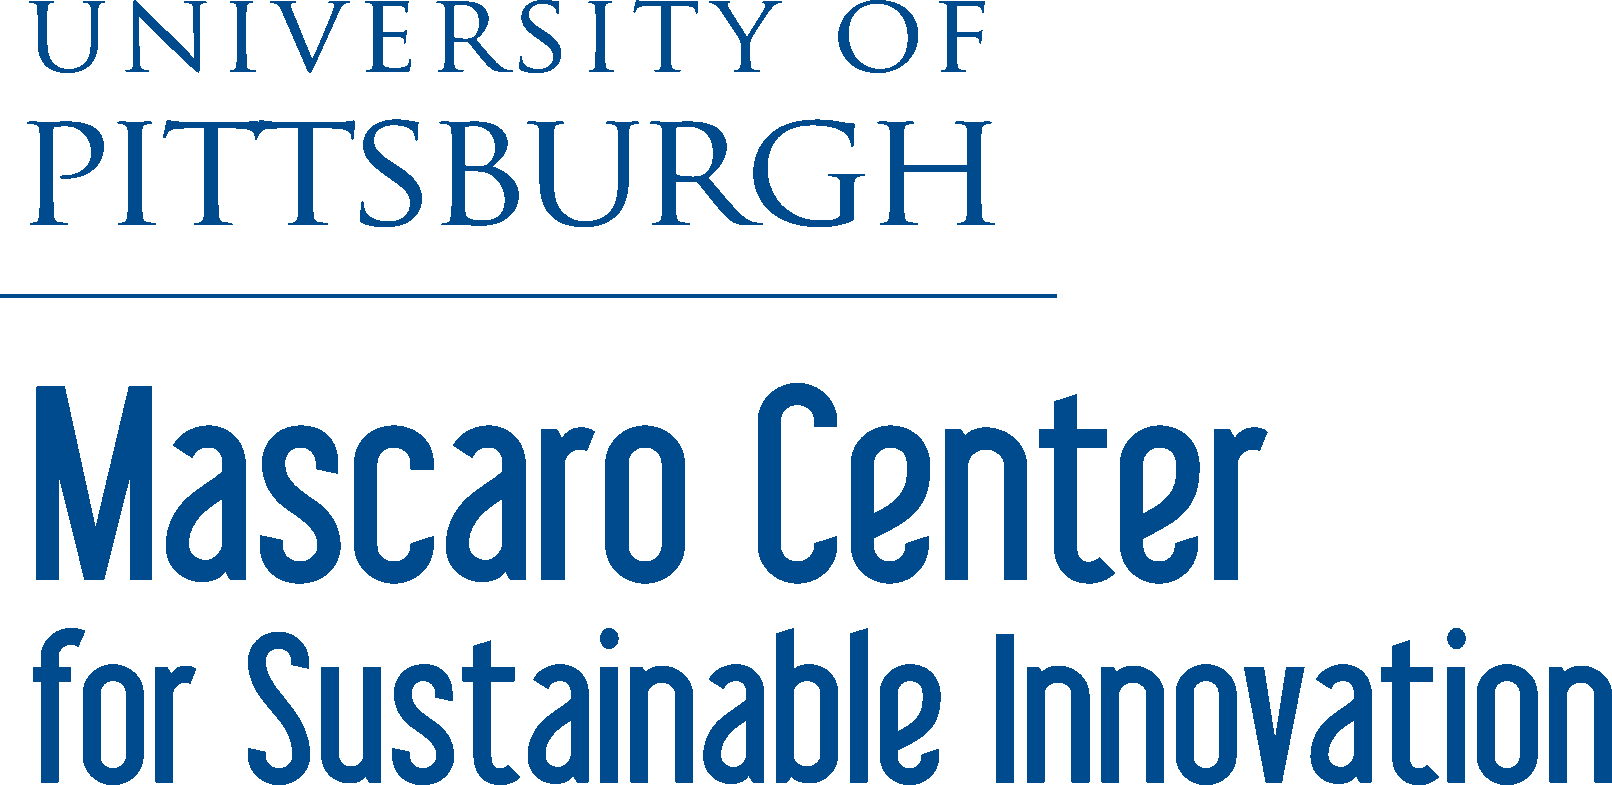 UNIVERSITY OF
PITTSBURGH
Mascaro Center
for Sustainable Innovation